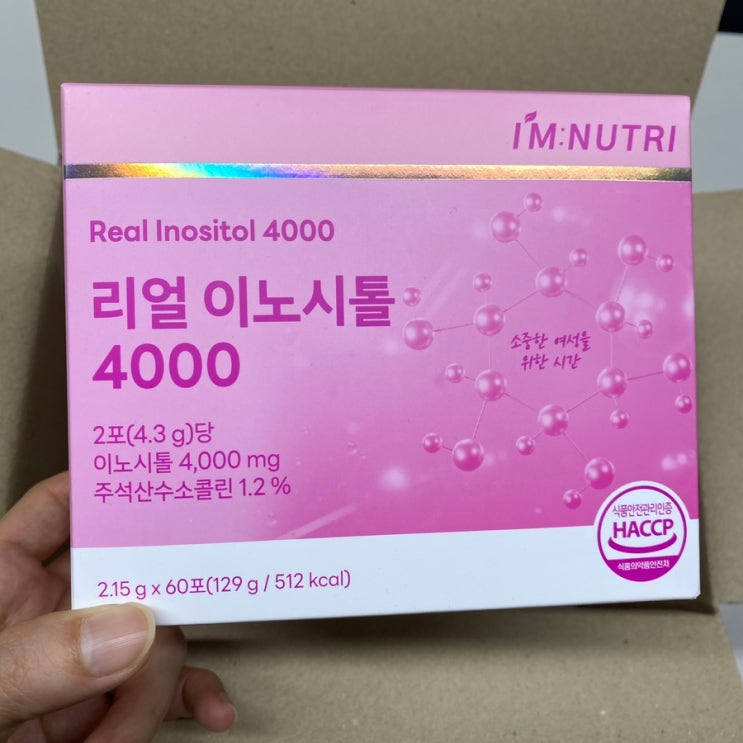 I'M:NUTRI
Real Inositol 4000
리얼 이노시톨
4000
소중한 여성을
위한 시간
2포(4.3 g)당
이노시톨 4,000 mg
주석산수소콜린 1.2 %
식품안전관리인증
HACCP
식품의약품안전처
2.15 g x 60포(129 g / 512 kcal)